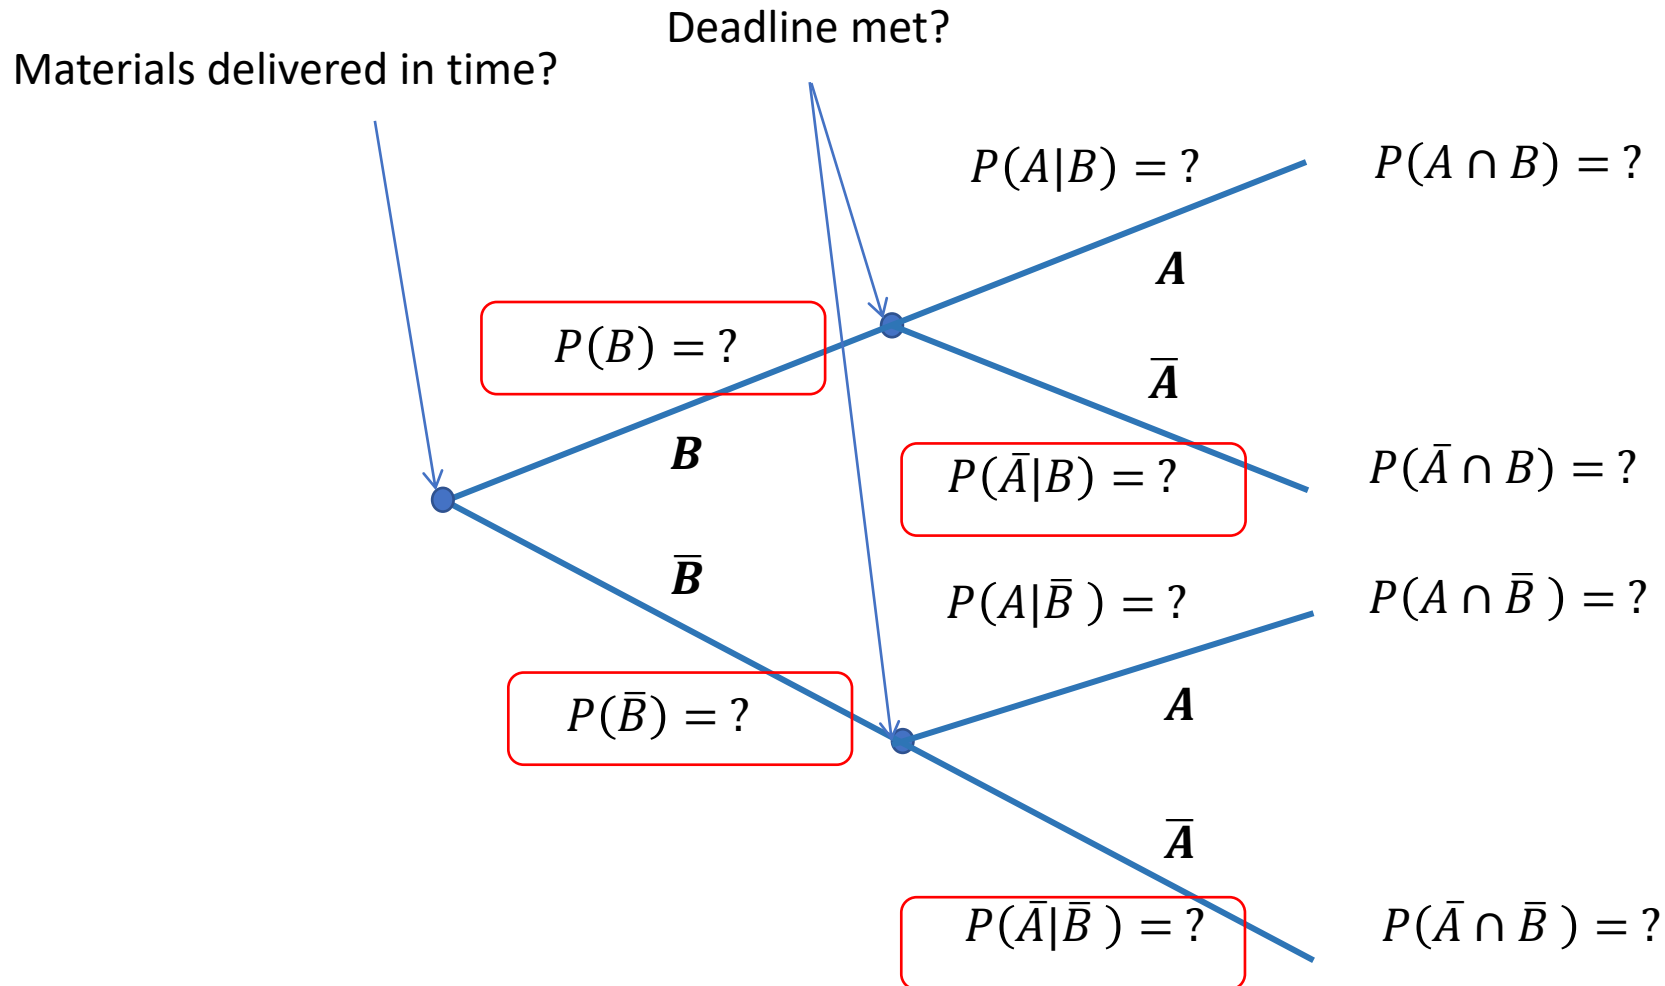 Deadline met?
Materials delivered in time?
P(A|B) = ?
P(A ∩ B) = ?
A
P(B) = ?
A̅
B
P(A̅|B) = ?
P(A̅ ∩ B) = ?
B̅
P(A|B̅ ) = ?
P(A ∩ B̅ ) = ?
P(B̅) = ?
A
A̅
P(A̅|B̅ ) = ?
P(A̅ ∩ B̅ ) = ?